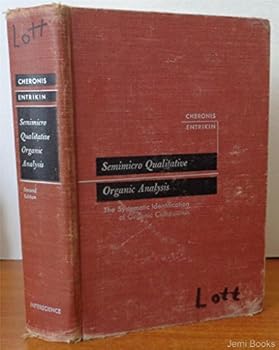 Lott
CHERONIS
ENTRIKIN
Semimicro
Qualitative
Organic
Analysis
Second
Edition
INTERSCIENCE
CHERONIS
ENTRIKIN
Semimicro Qualitative
Organic Analysis
The Systematic Identification
of Organic Compounds
Lott
© Jemi Books